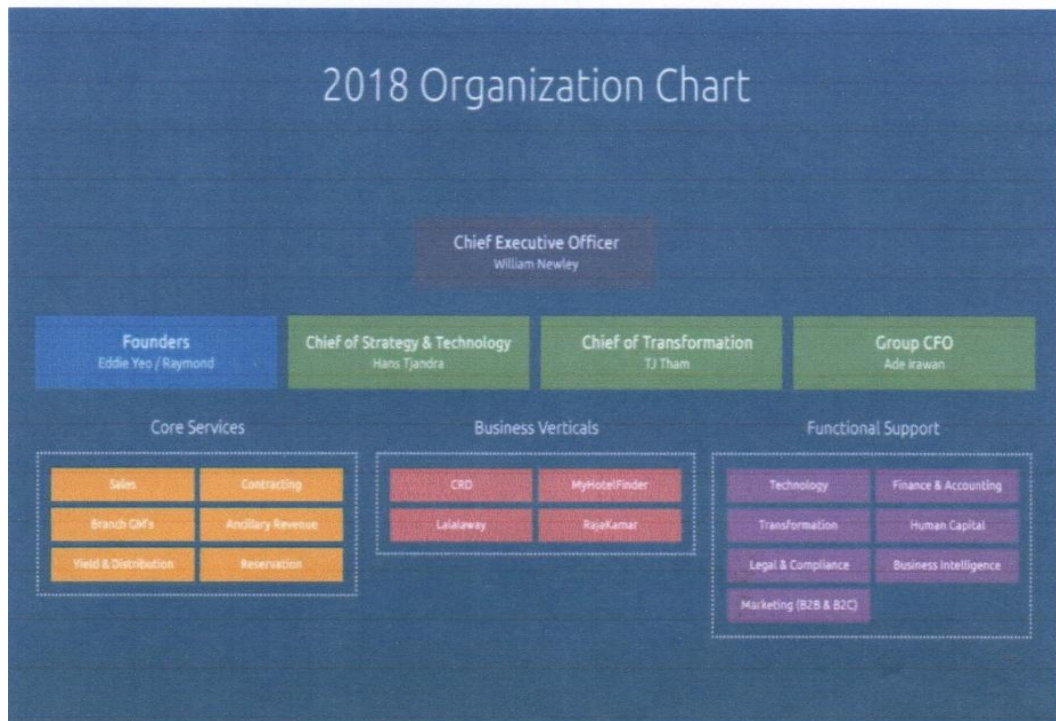 2018 Organization Chart
Chief Executive Officer
William Newley
Founders
Eddie Yeo / Raymond
Chief of Strategy & Technology
Hans Tjandra
Chief of Transformation
TJ Tham
Group CFO
Ade Irawan
Core Services
Sales
Contracting
Branch GM's
Ancillary Revenue
Yield & Distribution
Reservation
Business Verticals
CRD
MyHotelFinder
Lalalaway
RajaKamar
Functional Support
Technology
Finance & Accounting
Transformation
Human Capital
Legal & Compliance
Business Intelligence
Marketing (B2B & B2C)